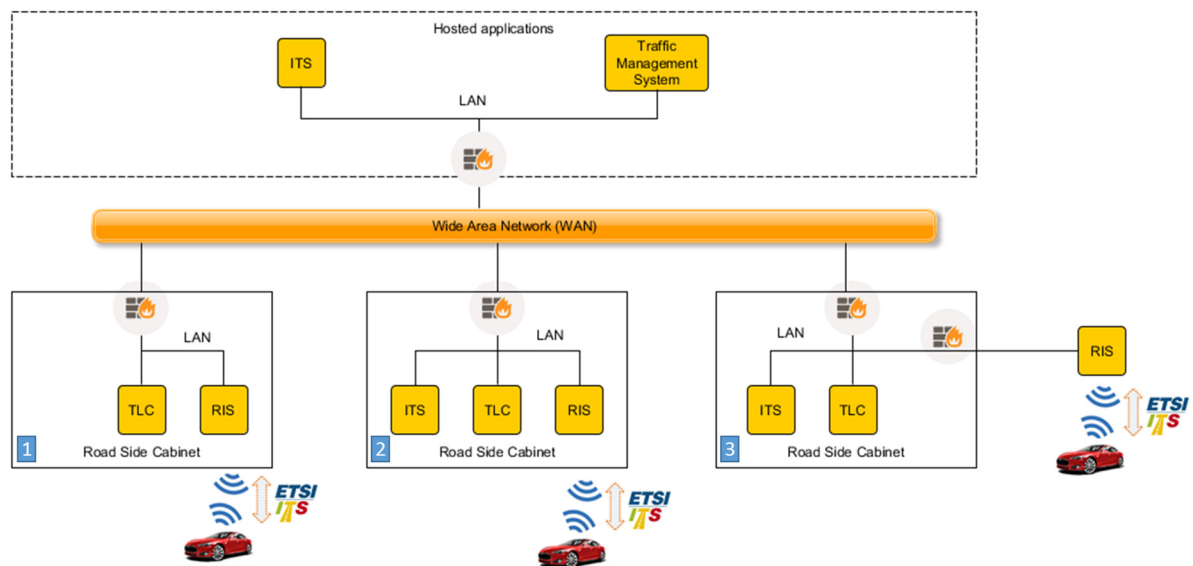 Hosted applications
ITS
Traffic
Management
System
LAN
Wide Area Network (WAN)
LAN
TLC
RIS
1
Road Side Cabinet
ETSI
ITS
LAN
ITS
TLC
RIS
2
Road Side Cabinet
ETSI
ITS
LAN
ITS
TLC
3
Road Side Cabinet
RIS
ETSI
ITS